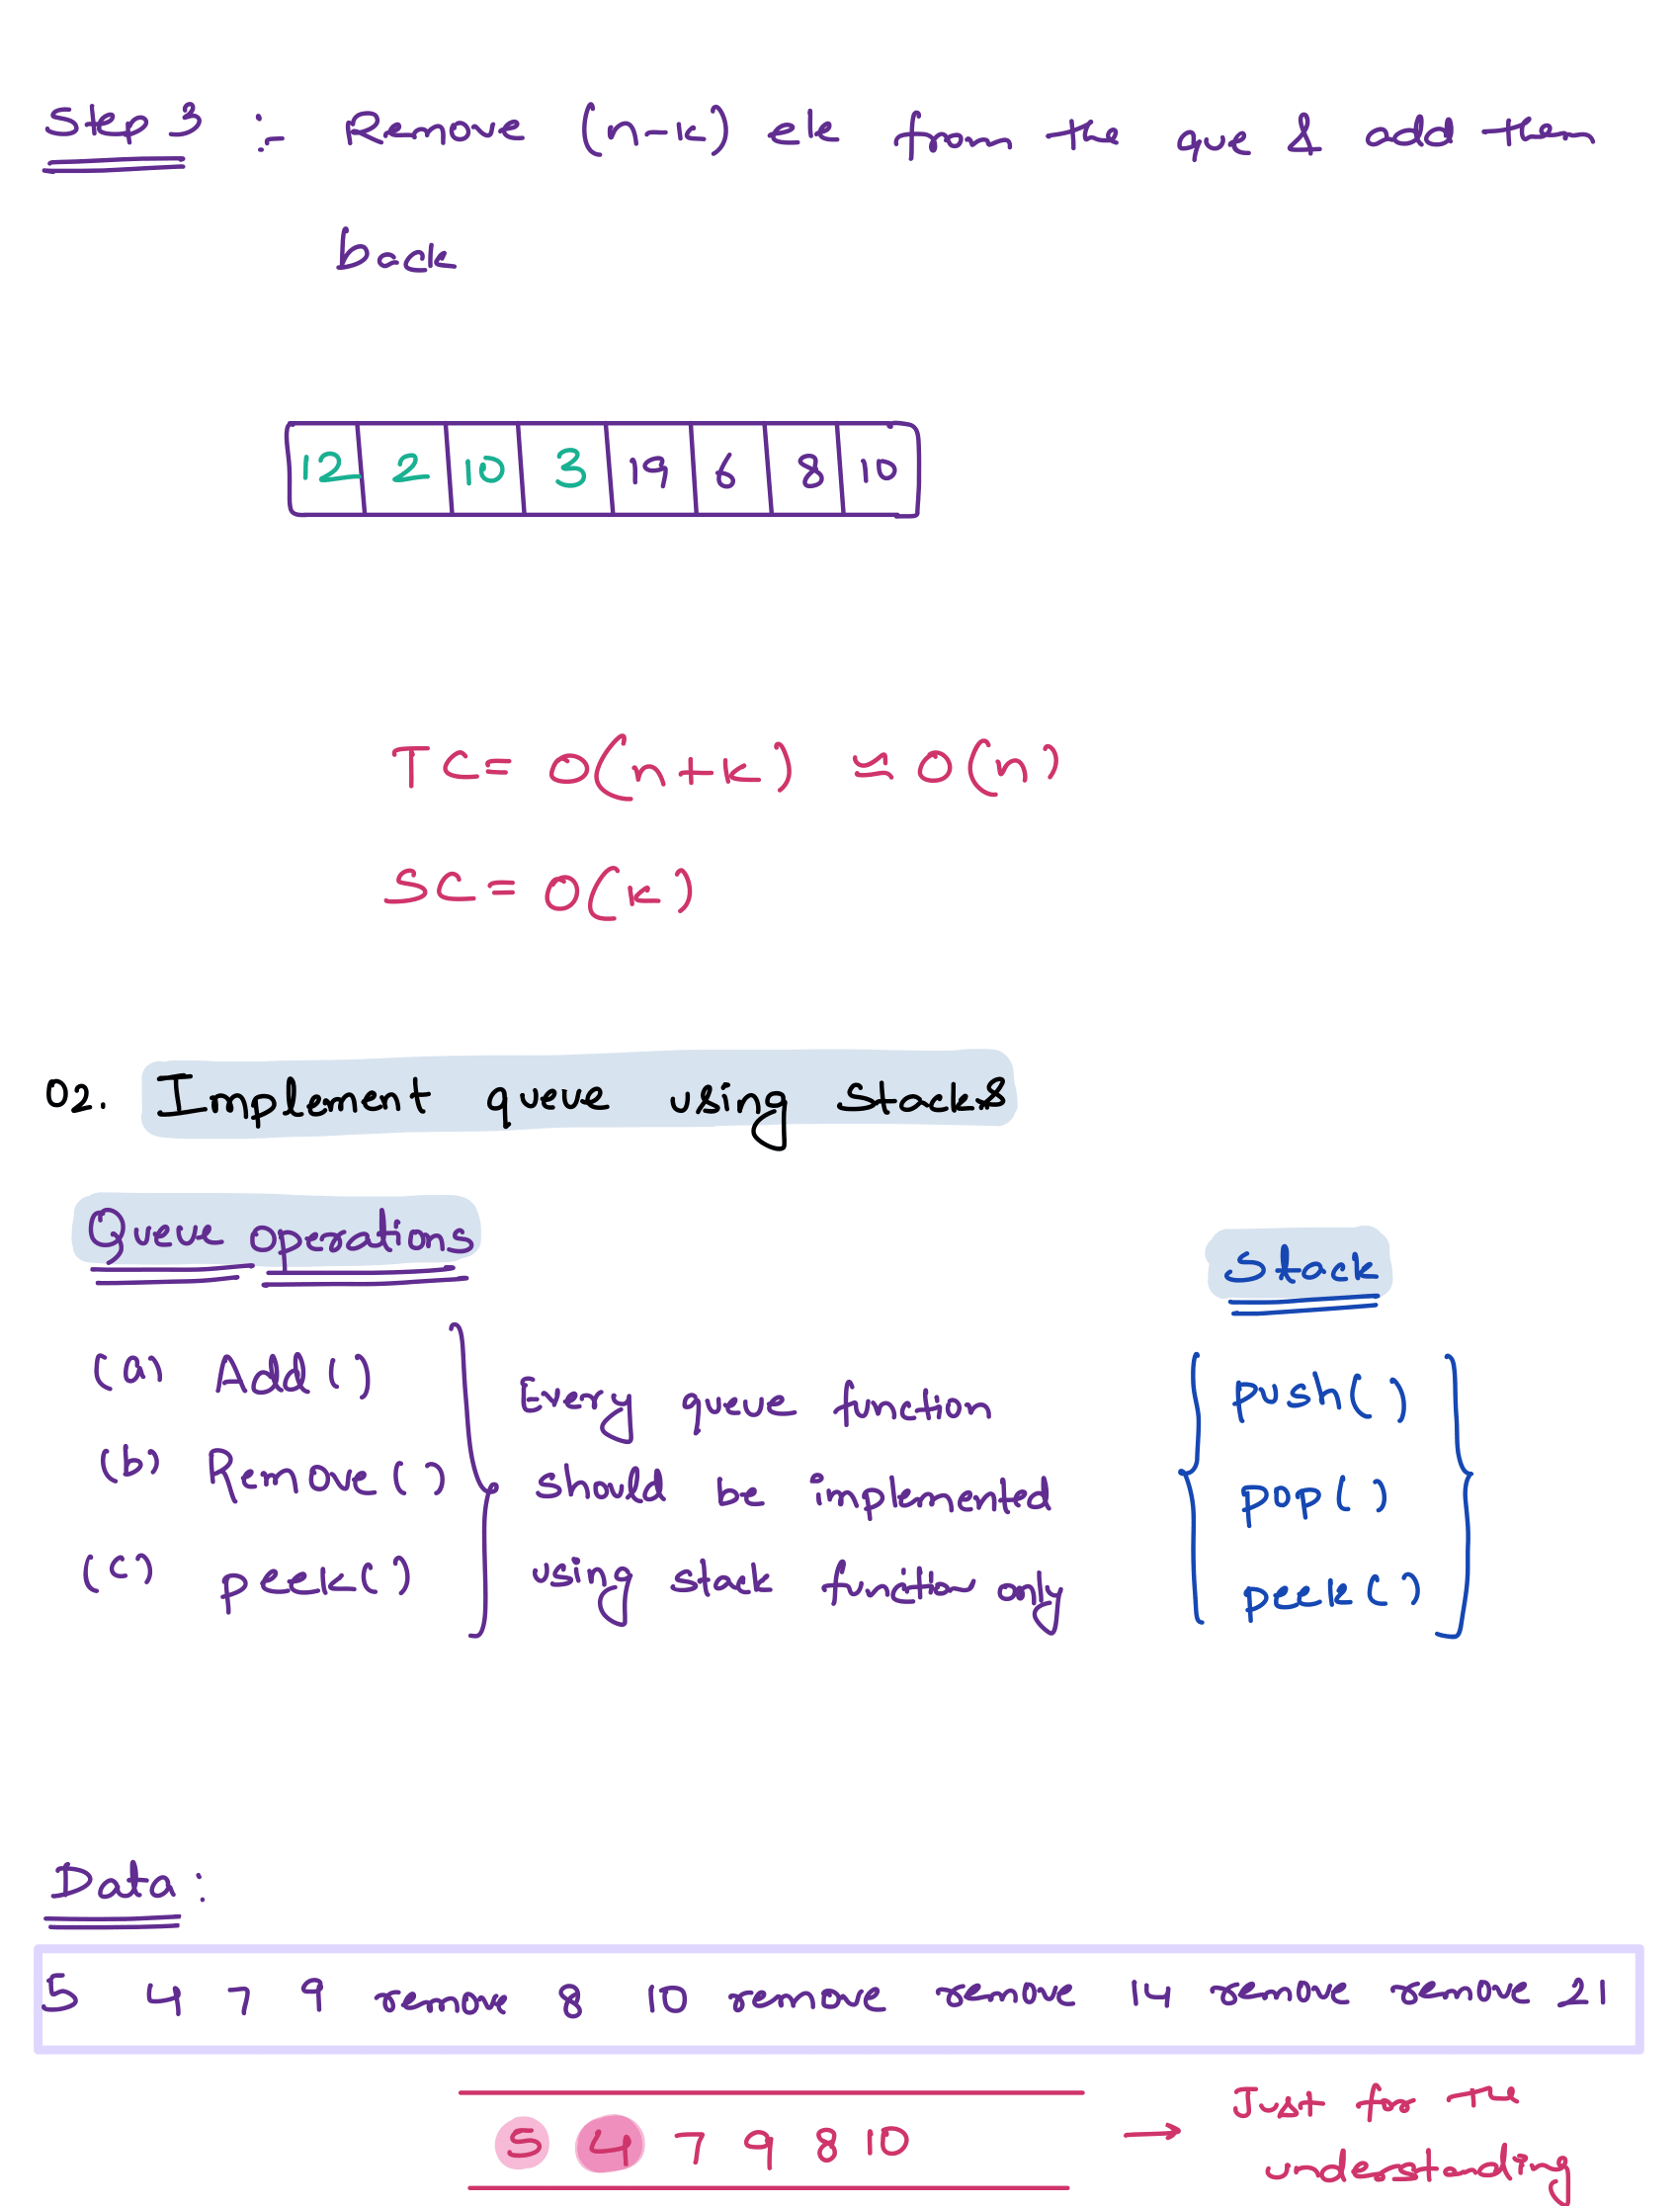 Step 3 :- Remove (n-k) ele from the que & add them
back
12 2 10 3 19 6 8 10
TC = O(n+k) ≈ O(n)
SC = O(k)
02. Implement queue using stacks
Queue operations
Stack
(a) Add()
(b) Remove()
(c) peek()
Every queue function
should be implemented
using stack function only
push()
pop()
peek()
Data :
5 4 7 9 remove 8 10 remove remove 14 remove remove 21
5 4 7 9 8 10 → Just for the
understanding